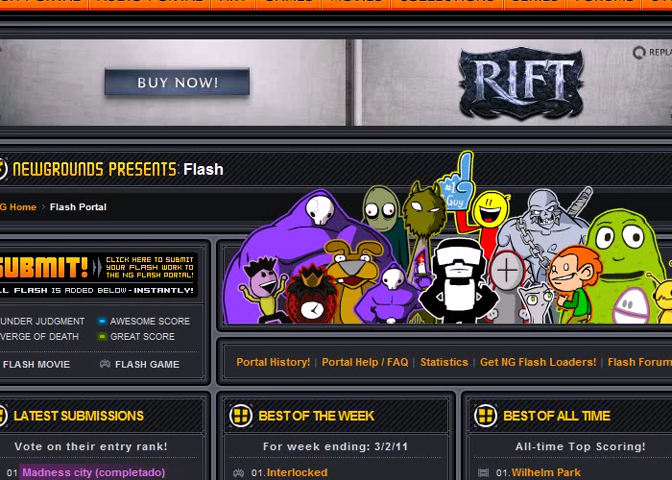 BUY NOW!
RIFT
REPLA
NEWGROUNDS PRESENTS: Flash
#1
Guy
G Home > Flash Portal
SUBMIT!
CLICK HERE TO SUBMIT
YOUR FLASH WORK TO
THE NG FLASH PORTAL!
LL FLASH IS ADDED BELOW-INSTANTLY!
UNDER JUDGMENT
AWESOME SCORE
VERGE OF DEATH
GREAT SCORE
FLASH MOVIE
FLASH GAME
Portal History! | Portal Help / FAQ | Statistics | Get NG Flash Loaders! | Flash Forum
LATEST SUBMISSIONS
Vote on their entry rank!
01 Madness city (completado)
BEST OF THE WEEK
For week ending: 3/2/11
01. Interlocked
BEST OF ALL TIME
All-time Top Scoring!
01. Wilhelm Park